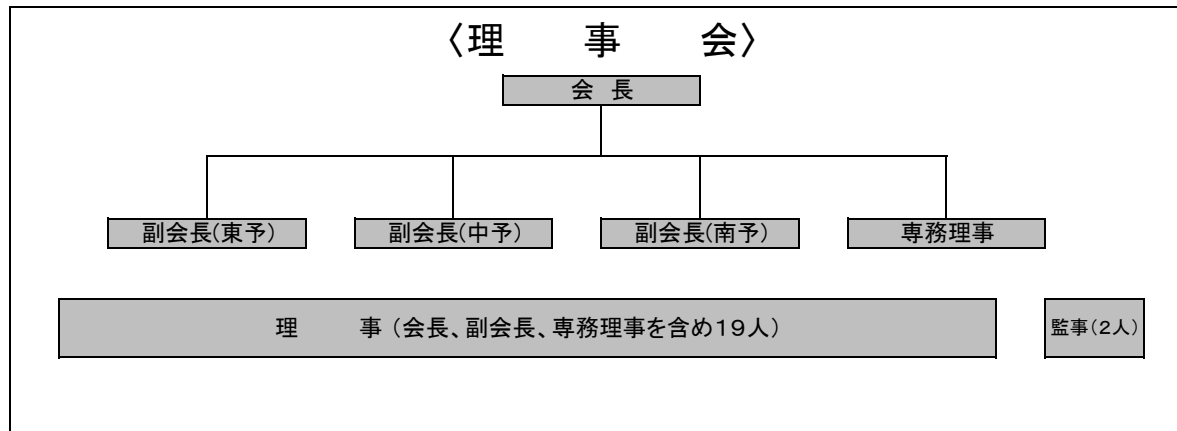 〈理　事　会〉
会 長
副会長(東予)
副会長(中予)
副会長(南予)
専務理事
理　事（会長、副会長、専務理事を含め１９人）
監事（２人）